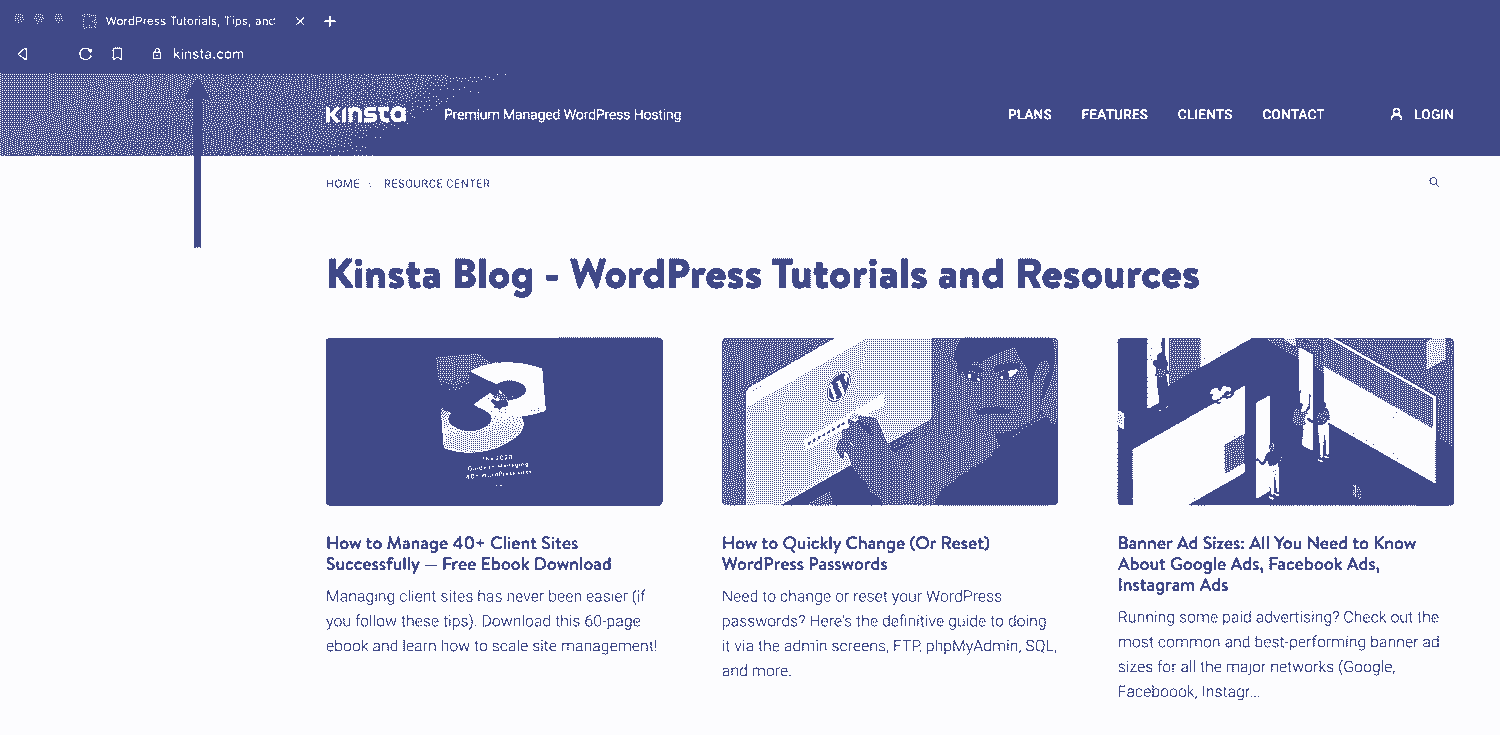 WordPress Tutorials, Tips, and
kinsta.com
KINSTA Premium Managed WordPress Hosting PLANS FEATURES CLIENTS CONTACT LOGIN
HOME RESOURCE CENTER
Kinsta Blog - WordPress Tutorials and Resources
The 2020
Guide to Managing
40+ WordPress Sites
How to Manage 40+ Client Sites
Successfully — Free Ebook Download
Managing client sites has never been easier (if
you follow these tips). Download this 60-page
ebook and learn how to scale site management!
How to Quickly Change (Or Reset)
WordPress Passwords
Need to change or reset your WordPress
passwords? Here's the definitive guide to doing
it via the admin screens, FTP, phpMyAdmin, SQL,
and more.
Banner Ad Sizes: All You Need to Know
About Google Ads, Facebook Ads,
Instagram Ads
Running some paid advertising? Check out the
most common and best-performing banner ad
sizes for all the major networks (Google,
Faceboook, Instagr...